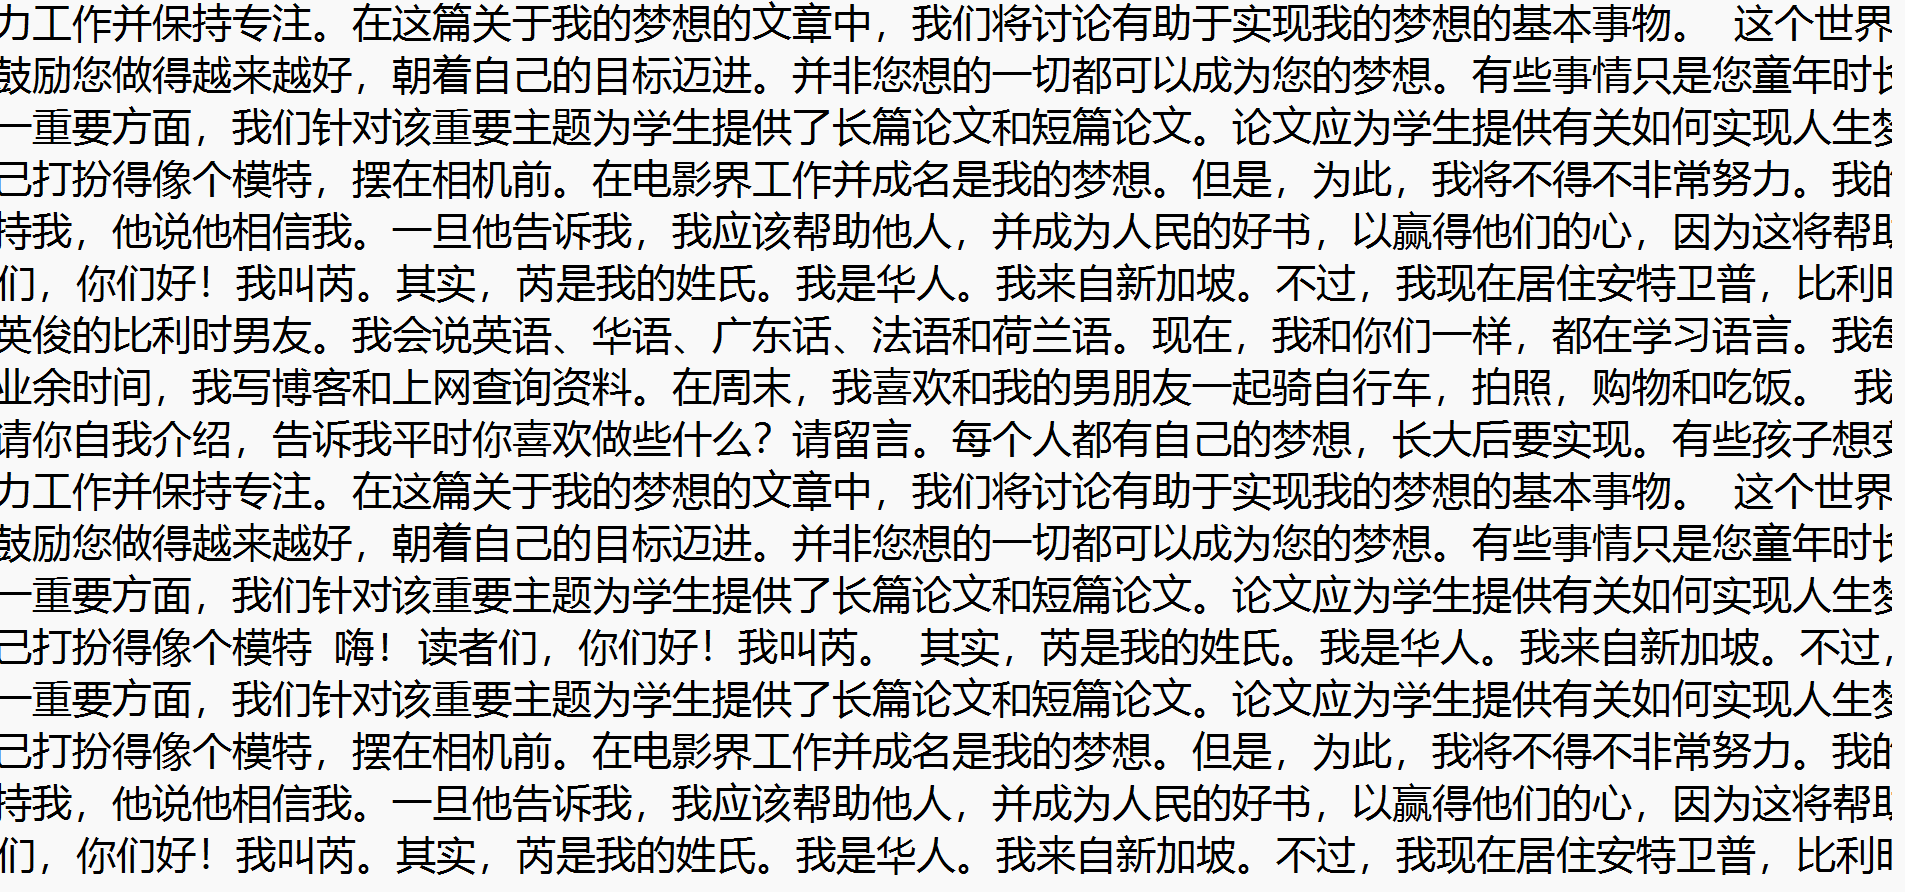 力工作并保持专注。在这篇关于我的梦想的文章中，我们将讨论有助于实现我的梦想的基本事物。 这个世界
鼓励您做得越来越好，朝着自己的目标迈进。并非您想的一切都可以成为您的梦想。有些事情只是您童年时长
一重要方面，我们针对该重要主题为学生提供了长篇论文和短篇论文。论文应为学生提供有关如何实现人生梦
己打扮得像个模特，摆在相机前。在电影界工作并成名是我的梦想。但是，为此，我将不得不非常努力。我的
持我，他说他相信我。一旦他告诉我，我应该帮助他人，并成为人民的好书，以赢得他们的心，因为这将帮助
们，你们好！我叫芮。其实，芮是我的姓氏。我是华人。我来自新加坡。不过，我现在居住安特卫普，比利时
英俊的比利时男友。我会说英语、华语、广东话、法语和荷兰语。现在，我和你们一样，都在学习语言。我每
业余时间，我写博客和上网查询资料。在周末，我喜欢和我的男朋友一起骑自行车，拍照，购物和吃饭。 我
请你自我介绍，告诉我平时你喜欢做些什么？请留言。每个人都有自己的梦想，长大后要实现。有些孩子想变
力工作并保持专注。在这篇关于我的梦想的文章中，我们将讨论有助于实现我的梦想的基本事物。 这个世界
鼓励您做得越来越好，朝着自己的目标迈进。并非您想的一切都可以成为您的梦想。有些事情只是您童年时长
一重要方面，我们针对该重要主题为学生提供了长篇论文和短篇论文。论文应为学生提供有关如何实现人生梦
己打扮得像个模特 嗨！读者们，你们好！我叫芮。 其实，芮是我的姓氏。我是华人。我来自新加坡。不过，
一重要方面，我们针对该重要主题为学生提供了长篇论文和短篇论文。论文应为学生提供有关如何实现人生梦
己打扮得像个模特，摆在相机前。在电影界工作并成名是我的梦想。但是，为此，我将不得不非常努力。我的
持我，他说他相信我。一旦他告诉我，我应该帮助他人，并成为人民的好书，以赢得他们的心，因为这将帮助
们，你们好！我叫芮。其实，芮是我的姓氏。我是华人。我来自新加坡。不过，我现在居住安特卫普，比利时